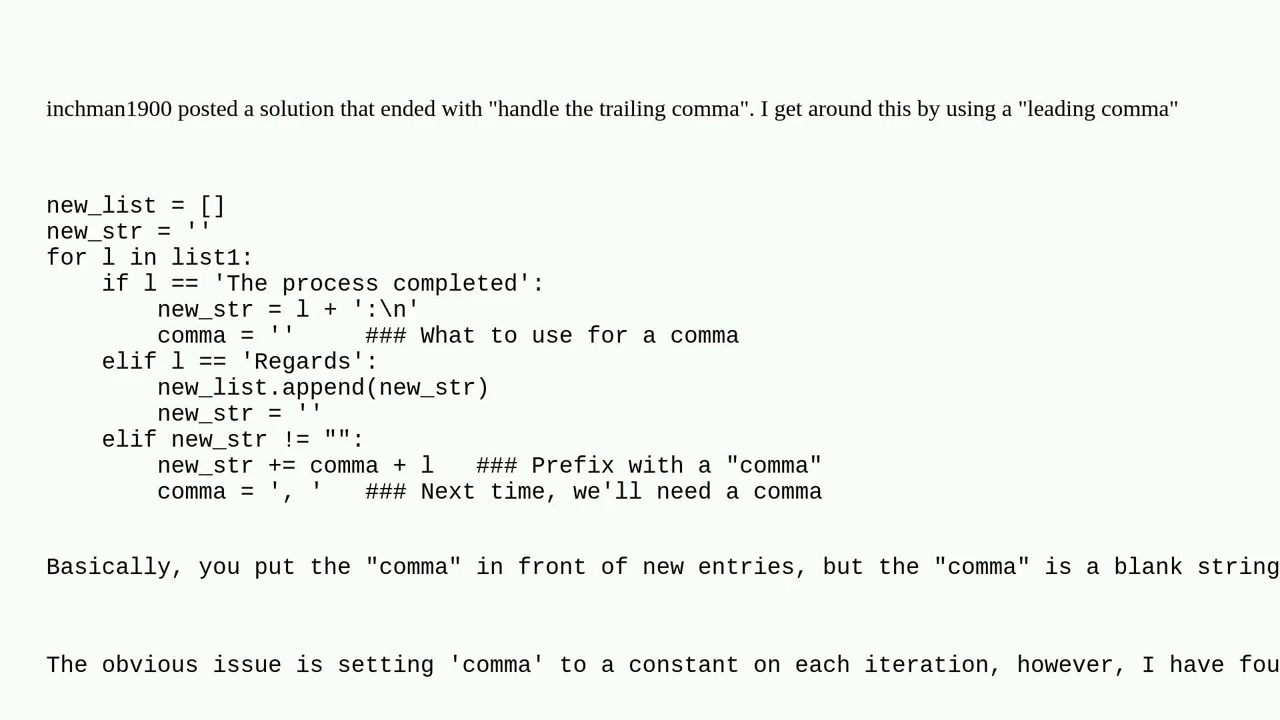 inchman1900 posted a solution that ended with "handle the trailing comma". I get around this by using a "leading comma"
new_list = []
new_str = ''
for l in list1:
    if l == 'The process completed':
        new_str = l + ':\n'
        comma = ''     ### What to use for a comma
    elif l == 'Regards':
        new_list.append(new_str)
        new_str = ''
    elif new_str != "":
        new_str += comma + l   ### Prefix with a "comma"
        comma = ', '   ### Next time, we'll need a comma
Basically, you put the "comma" in front of new entries, but the "comma" is a blank string
The obvious issue is setting 'comma' to a constant on each iteration, however, I have fou